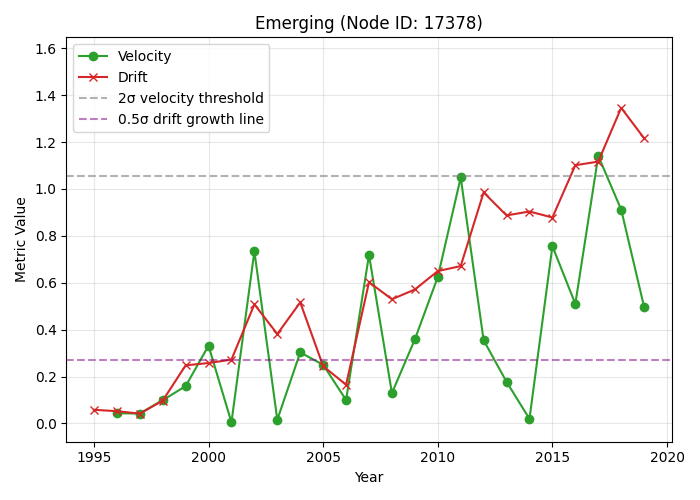 Emerging (Node ID: 17378)
Velocity
Drift
2σ velocity threshold
0.5σ drift growth line
Metric Value
1.6
1.4
1.2
1.0
0.8
0.6
0.4
0.2
0.0
1995
2000
2005
2010
2015
2020
Year